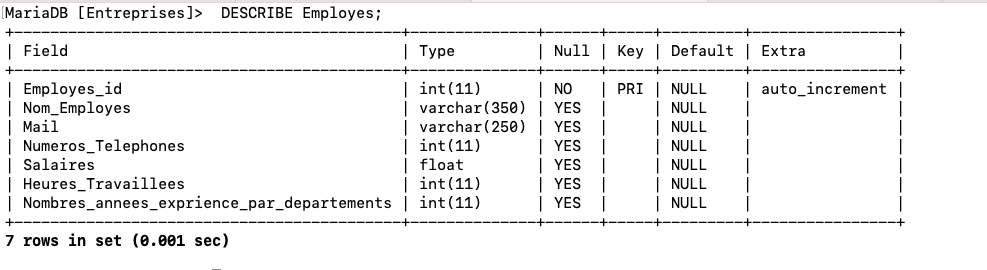 MariaDB [Entreprises]>  DESCRIBE Employes;
+------------------------------------------+--------------+------+-----+---------+----------------+
| Field                                    | Type         | Null | Key | Default | Extra          |
+------------------------------------------+--------------+------+-----+---------+----------------+
| Employes_id                              | int(11)      | NO   | PRI | NULL    | auto_increment |
| Nom_Employes                             | varchar(350) | YES  |     | NULL    |                |
| Mail                                     | varchar(250) | YES  |     | NULL    |                |
| Numeros_Telephones                       | int(11)      | YES  |     | NULL    |                |
| Salaires                                 | float        | YES  |     | NULL    |                |
| Heures_Travaillees                       | int(11)      | YES  |     | NULL    |                |
| Nombres_annees_exprience_par_departements | int(11)      | YES  |     | NULL    |                |
+------------------------------------------+--------------+------+-----+---------+----------------+
7 rows in set (0.001 sec)